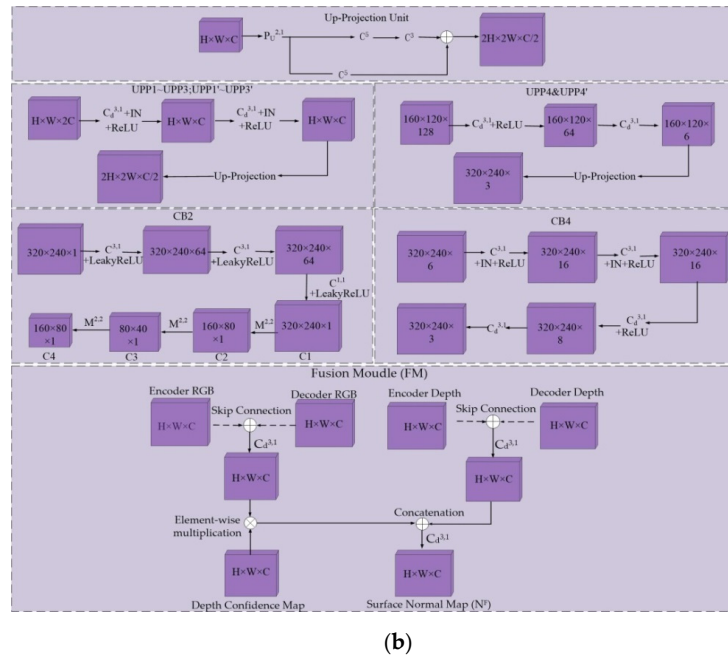 Up-Projection Unit
H×W×C
P_U^{2,1}
C^5
C^3
2H×2W×C/2
C^5
UPP1~UPP3;UPP1'~UPP3'
H×W×2C
C_d^{3,1}+IN
+ReLU
H×W×C
C_d^{3,1}+IN
+ReLU
H×W×C
2H×2W×C/2
Up-Projection
UPP4&UPP4'
160×120×
128
C_d^{3,1}+ReLU
160×120×
64
C_d^{3,1}
160×120×
6
320×240×
3
Up-Projection
CB2
320×240×1
C^{3,1}
+LeakyReLU
320×240×64
C^{3,1}
+LeakyReLU
320×240×
64
C^{1,1}
+LeakyReLU
160×80
×1
M^{2,2}
80×40
×1
M^{2,2}
160×80
×1
M^{2,2}
320×240×1
C4
C3
C2
C1
CB4
320×240×
6
C^{3,1}
+IN+ReLU
320×240×
16
C^{3,1}
+IN+ReLU
320×240×
16
320×240×
3
C_d^{3,1}
320×240×
8
C_d^{3,1}
+ReLU
Fusion Moudle (FM)
Encoder RGB
Skip Connection
Decoder RGB
H×W×C
H×W×C
C_d^{3,1}
H×W×C
Encoder Depth
Skip Connection
Decoder Depth
H×W×C
H×W×C
C_d^{3,1}
H×W×C
Element-wise
multiplication
Concatenation
C_d^{3,1}
H×W×C
H×W×C
Depth Confidence Map
Surface Normal Map (N^p)
(b)